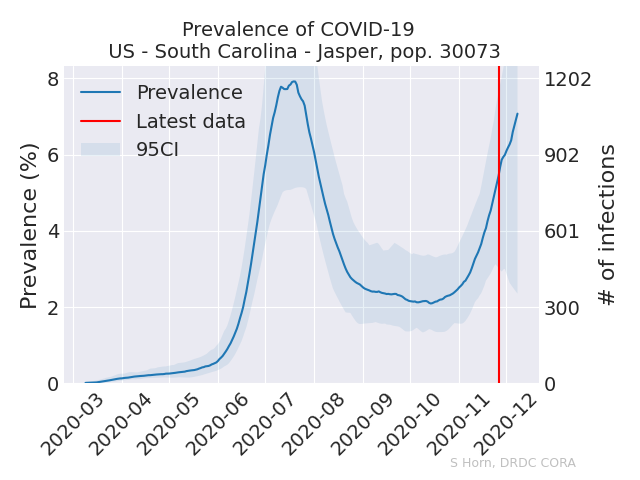 Prevalence of COVID-19
US - South Carolina - Jasper, pop. 30073
Prevalence
Latest data
95CI
Prevalence (%)
8
6
4
2
0
1202
902
601
300
0
# of infections
2020-03
2020-04
2020-05
2020-06
2020-07
2020-08
2020-09
2020-10
2020-11
2020-12
S Horn, DRDC CORA